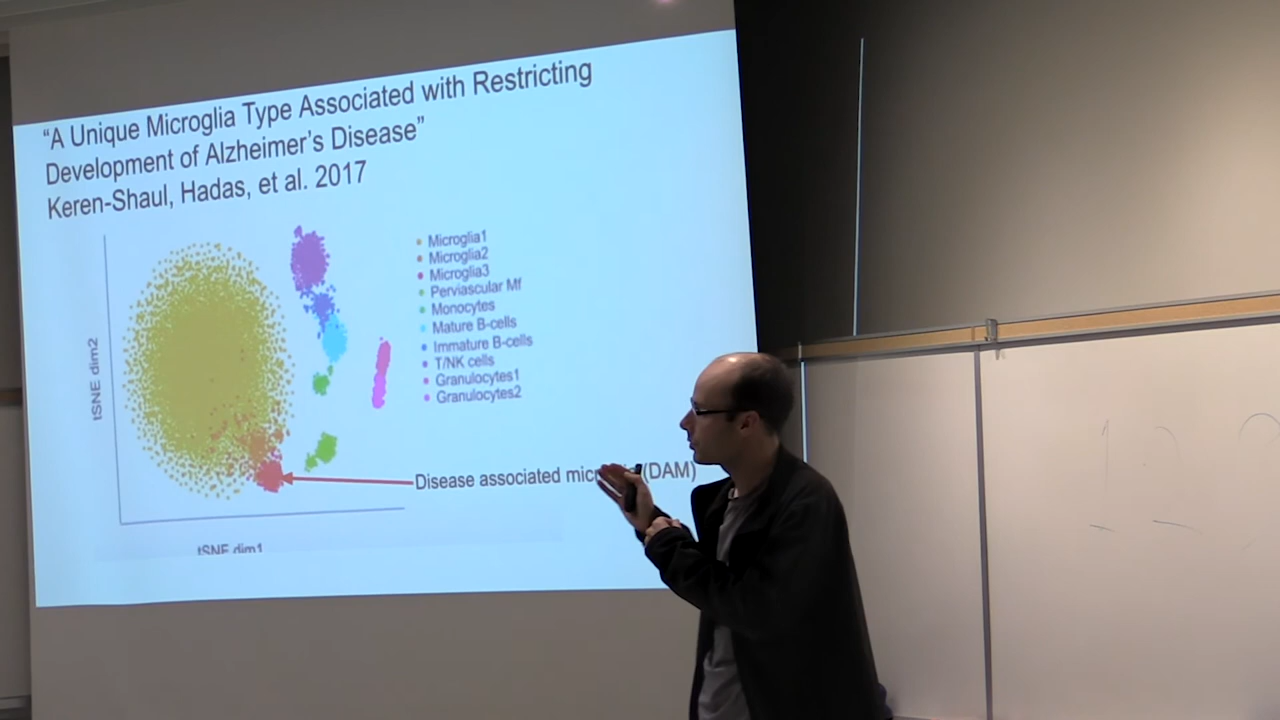 “A Unique Microglia Type Associated with Restricting
Development of Alzheimer’s Disease”
Keren-Shaul, Hadas, et al. 2017
Microglia1
Microglia2
Microglia3
Perviascular Mf
Monocytes
Mature B-cells
Immature B-cells
T/NK cells
Granulocytes1
Granulocytes2
tSNE dim2
Disease associated (DAM)
tSNE dim1